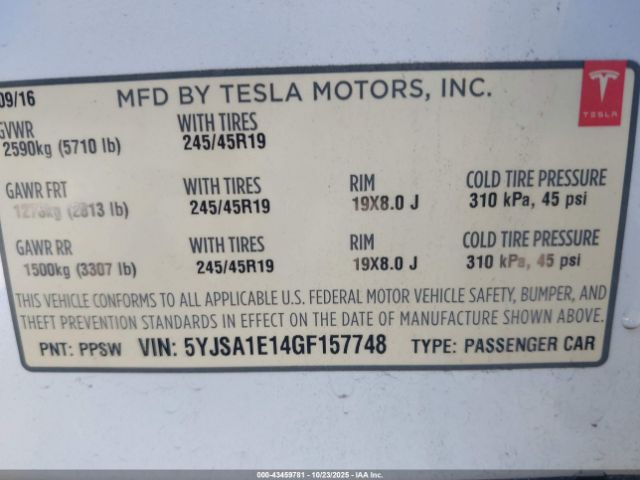 09/16 MFD BY TESLA MOTORS, INC.
TESLA
GVWR WITH TIRES
2590kg (5710 lb) 245/45R19
GAWR FRT WITH TIRES RIM COLD TIRE PRESSURE
1273kg (2813 lb) 245/45R19 19X8.0 J 310 kPa, 45 psi
GAWR RR WITH TIRES RIM COLD TIRE PRESSURE
1500kg (3307 lb) 245/45R19 19X8.0 J 310 kPa, 45 psi
THIS VEHICLE CONFORMS TO ALL APPLICABLE U.S. FEDERAL MOTOR VEHICLE SAFETY, BUMPER, AND
THEFT PREVENTION STANDARDS IN EFFECT ON THE DATE OF MANUFACTURE SHOWN ABOVE.
PNT: PPSW VIN: 5YJSA1E14GF157748 TYPE: PASSENGER CAR
000-43459781 - 10/23/2025 - IAA Inc.